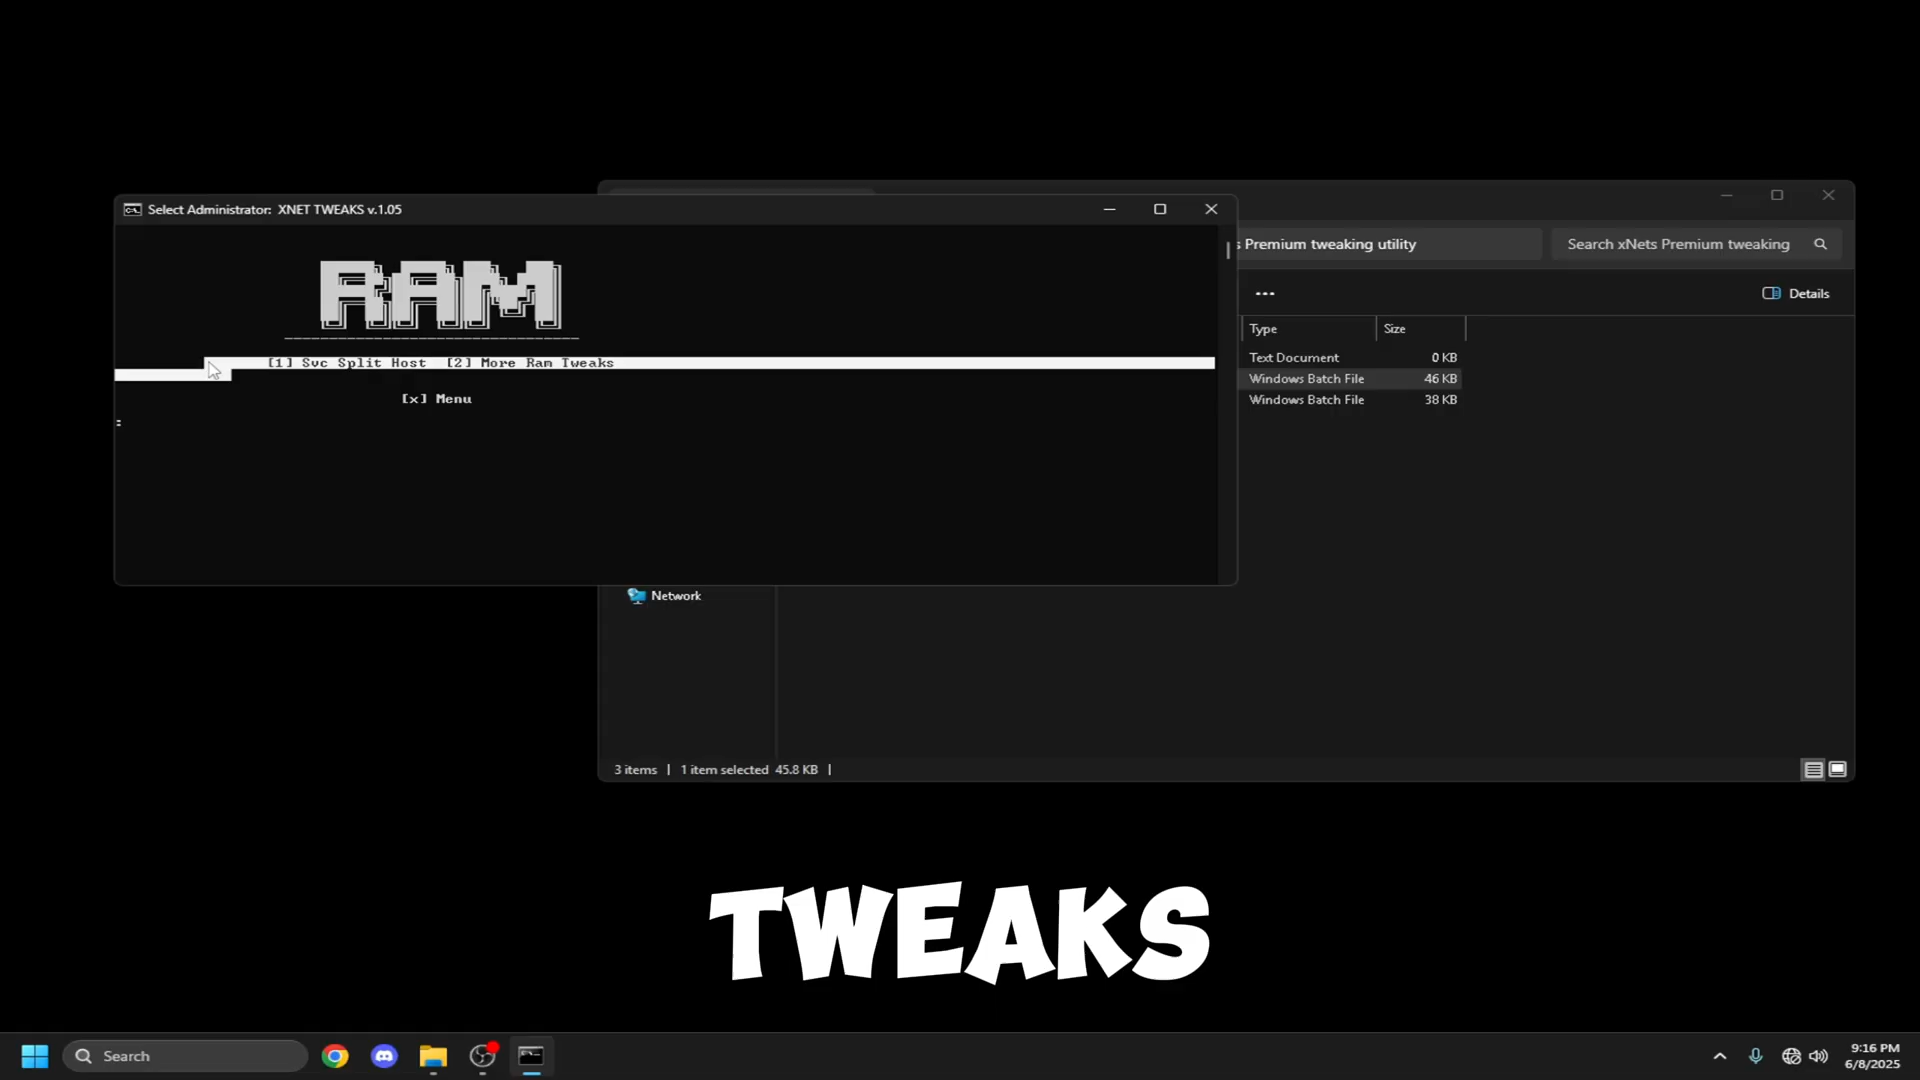 Select Administrator:  XNET TWEAKS v.1.05
s Premium tweaking utility
Search xNets Premium tweaking
RAM
Details
Type
Size
[1] Svc Split Host  [2] More Ram Tweaks
Text Document
0 KB
Windows Batch File
46 KB
[x] Menu
Windows Batch File
38 KB
:
Network
3 items
1 item selected  45.8 KB
TWEAKS
Search
9:16 PM
6/8/2025